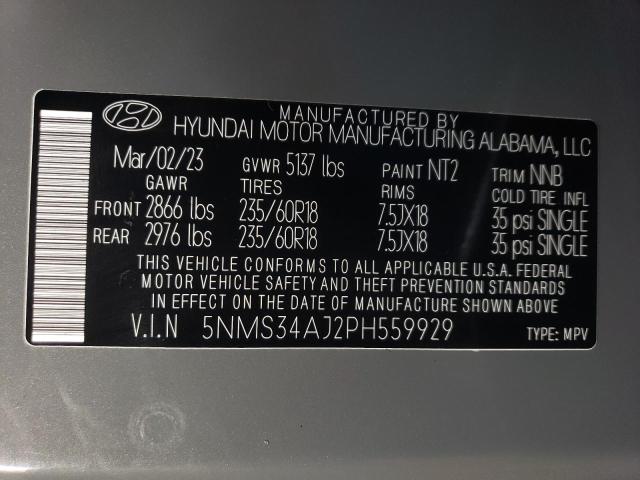 MANUFACTURED BY
HYUNDAI MOTOR MANUFACTURING ALABAMA, LLC
Mar/02/23 GVWR 5137 lbs PAINT NT2 TRIM NNB
GAWR TIRES RIMS COLD TIRE INFL
FRONT 2866 lbs 235/60R18 7.5JX18 35 psi SINGLE
REAR 2976 lbs 235/60R18 7.5JX18 35 psi SINGLE
THIS VEHICLE CONFORMS TO ALL APPLICABLE U.S.A. FEDERAL
MOTOR VEHICLE SAFETY AND THEFT PREVENTION STANDARDS
IN EFFECT ON THE DATE OF MANUFACTURE SHOWN ABOVE.
V.I.N 5NMS34AJ2PH559929 TYPE: MPV